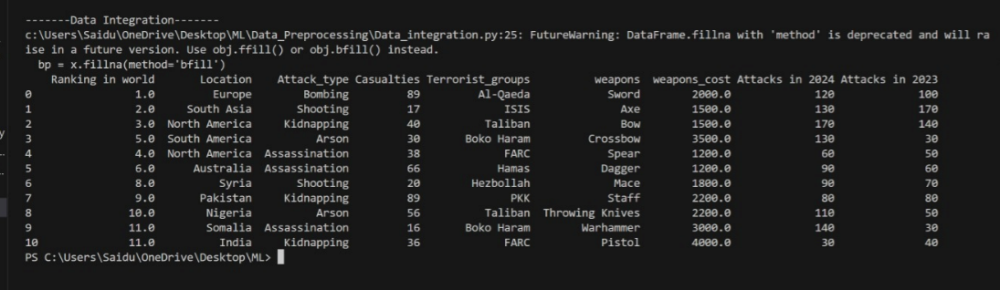 -------Data Integration-------
c:\Users\Saidu\OneDrive\Desktop\ML\Data_Preprocessing\Data_integration.py:25: FutureWarning: DataFrame.fillna with 'method' is deprecated and will ra
ise in a future version. Use obj.ffill() or obj.bfill() instead.
bp = x.fillna(method='bfill')
Ranking in world Location Attack_type Casualties Terrorist_groups weapons weapons_cost Attacks in 2024 Attacks in 2023
0 1.0 Europe Bombing 89 Al-Qaeda Sword 2000.0 120 100
1 2.0 South Asia Shooting 17 ISIS Axe 1500.0 130 170
2 3.0 North America Kidnapping 40 Taliban Bow 1500.0 170 140
3 5.0 South America Arson 30 Boko Haram Crossbow 3500.0 130 30
4 4.0 North America Assassination 38 FARC Spear 1200.0 60 50
5 6.0 Australia Assassination 66 Hamas Dagger 1200.0 90 60
6 8.0 Syria Shooting 20 Hezbollah Mace 1800.0 90 70
7 9.0 Pakistan Kidnapping 89 PKK Staff 2200.0 80 80
8 10.0 Nigeria Arson 56 Taliban Throwing Knives 2200.0 110 50
9 11.0 Somalia Assassination 16 Boko Haram Warhammer 3000.0 140 30
10 11.0 India Kidnapping 36 FARC Pistol 4000.0 30 40
PS C:\Users\Saidu\OneDrive\Desktop\ML>